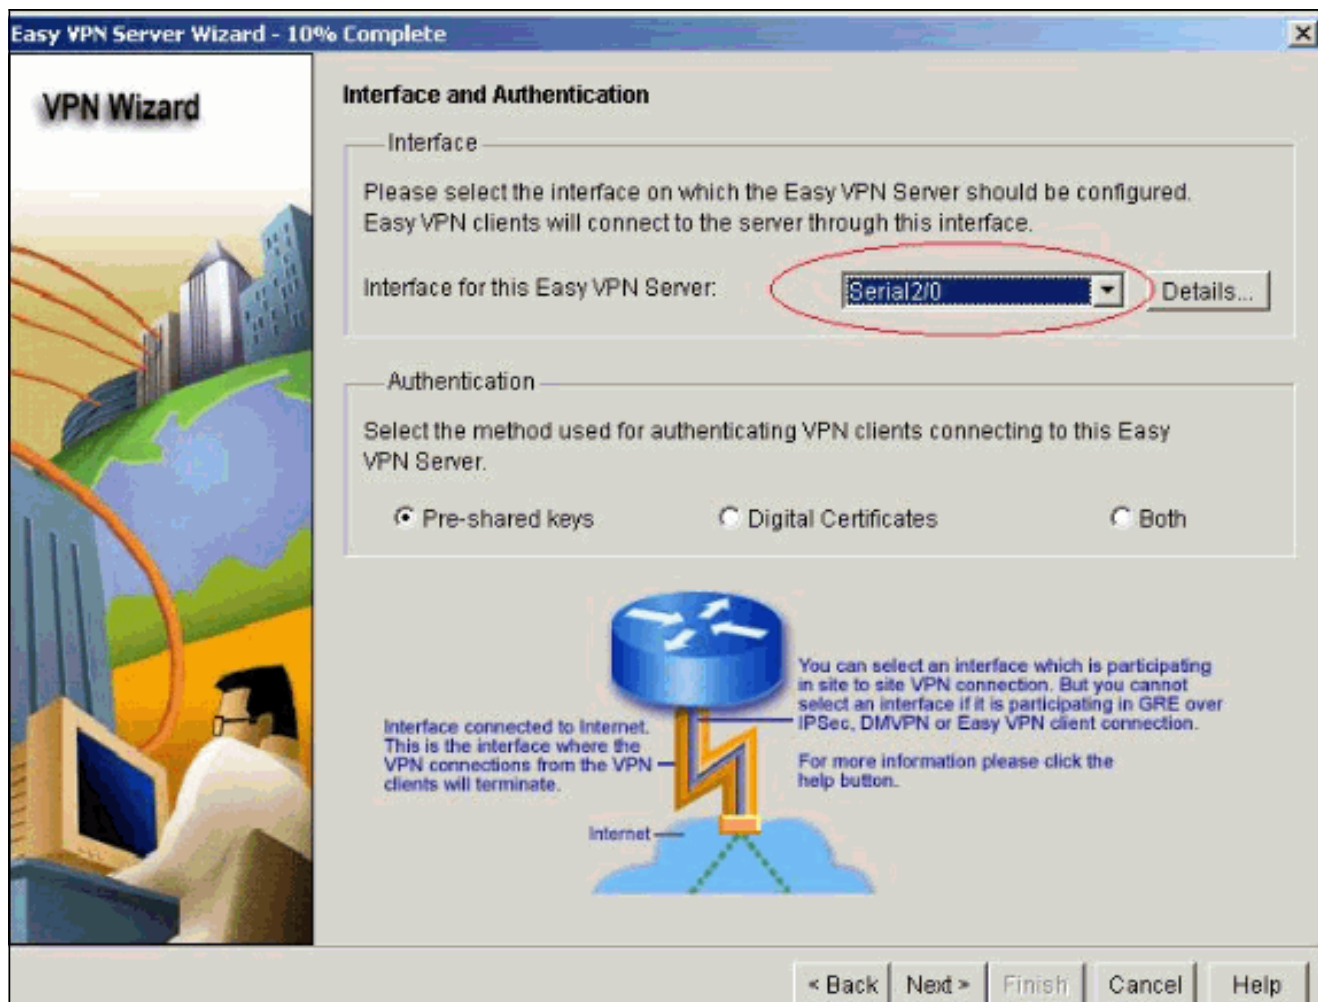 Easy VPN Server Wizard - 10% Complete
VPN Wizard
Interface and Authentication
Interface
Please select the interface on which the Easy VPN Server should be configured.
Easy VPN clients will connect to the server through this interface.
Interface for this Easy VPN Server:
Serial2/0
Details...
Authentication
Select the method used for authenticating VPN clients connecting to this Easy
VPN Server.
Pre-shared keys
Digital Certificates
Both
You can select an interface which is participating
in site to site VPN connection. But you cannot
select an interface if it is participating in GRE over
IPSec, DMVPN or Easy VPN client connection.
For more information please click the
help button.
Interface connected to Internet.
This is the interface where the
VPN connections from the VPN
clients will terminate.
Internet
< Back
Next >
Finish
Cancel
Help